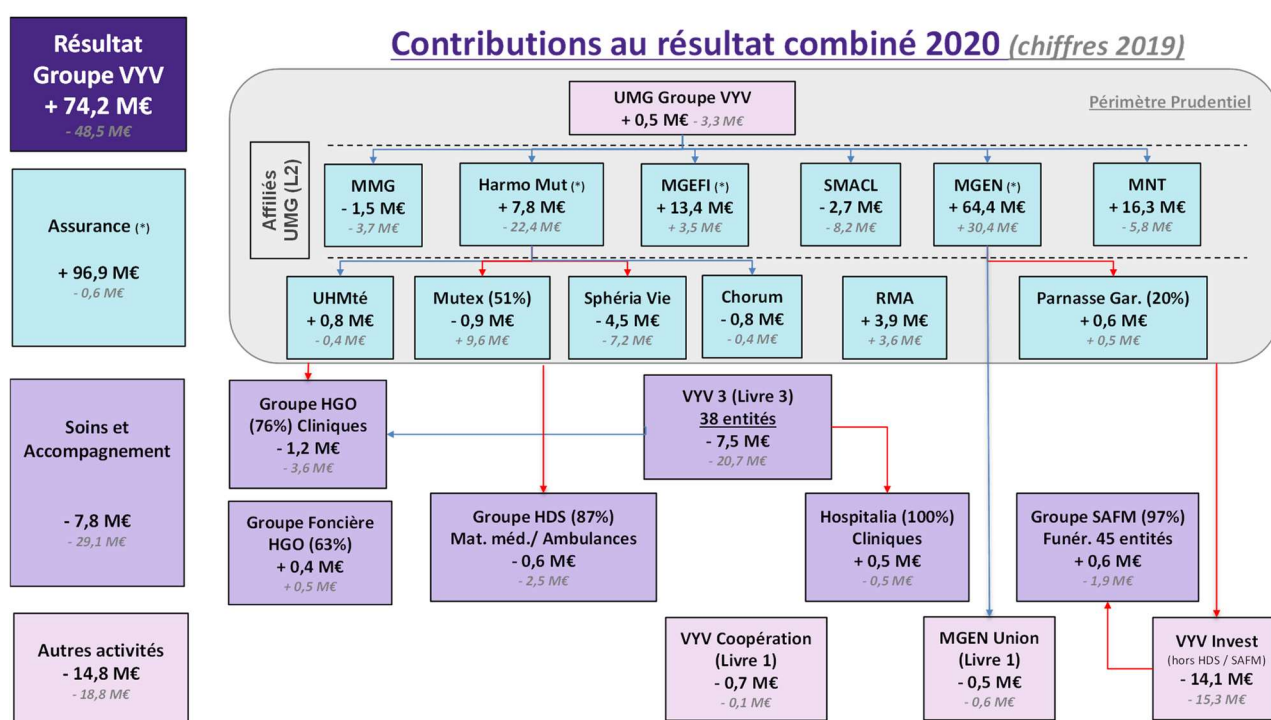 Résultat
Groupe VYV
+ 74,2 M€
- 48,5 M€
Contributions au résultat combiné 2020 (chiffres 2019)
UMG Groupe VYV
+ 0,5 M€ - 3,3 M€
Périmètre Prudentiel
Affiliés
UMG (L2)
MMG
- 1,5 M€
- 3,7 M€
Harmo Mut (*)
+ 7,8 M€
- 22,4 M€
MGEFI (*)
+ 13,4 M€
+ 3,5 M€
SMACL
- 2,7 M€
- 8,2 M€
MGEN (*)
+ 64,4 M€
+ 30,4 M€
MNT
+ 16,3 M€
- 5,8 M€
Assurance (*)
+ 96,9 M€
- 0,6 M€
UHMté
+ 0,8 M€
- 0,4 M€
Mutex (51%)
- 0,9 M€
+ 9,6 M€
Sphéria Vie
- 4,5 M€
- 7,2 M€
Chorum
- 0,8 M€
- 0,4 M€
RMA
+ 3,9 M€
+ 3,6 M€
Parnasse Gar. (20%)
+ 0,6 M€
+ 0,5 M€
Soins et
Accompagnement
- 7,8 M€
- 29,1 M€
Groupe HGO
(76%) Cliniques
- 1,2 M€
- 3,6 M€
VYV 3 (Livre 3)
38 entités
- 7,5 M€
- 20,7 M€
Groupe Foncière
HGO (63%)
+ 0,4 M€
+ 0,5 M€
Groupe HDS (87%)
Mat. méd./ Ambulances
- 0,6 M€
- 2,5 M€
Hospitalia (100%)
Cliniques
+ 0,5 M€
- 0,5 M€
Groupe SAFM (97%)
Funér. 45 entités
+ 0,6 M€
- 1,9 M€
Autres activités
- 14,8 M€
- 18,8 M€
VYV Coopération
(Livre 1)
- 0,7 M€
- 0,1 M€
MGEN Union
(Livre 1)
- 0,5 M€
- 0,6 M€
VYV Invest
(hors HDS / SAFM)
- 14,1 M€
- 15,3 M€